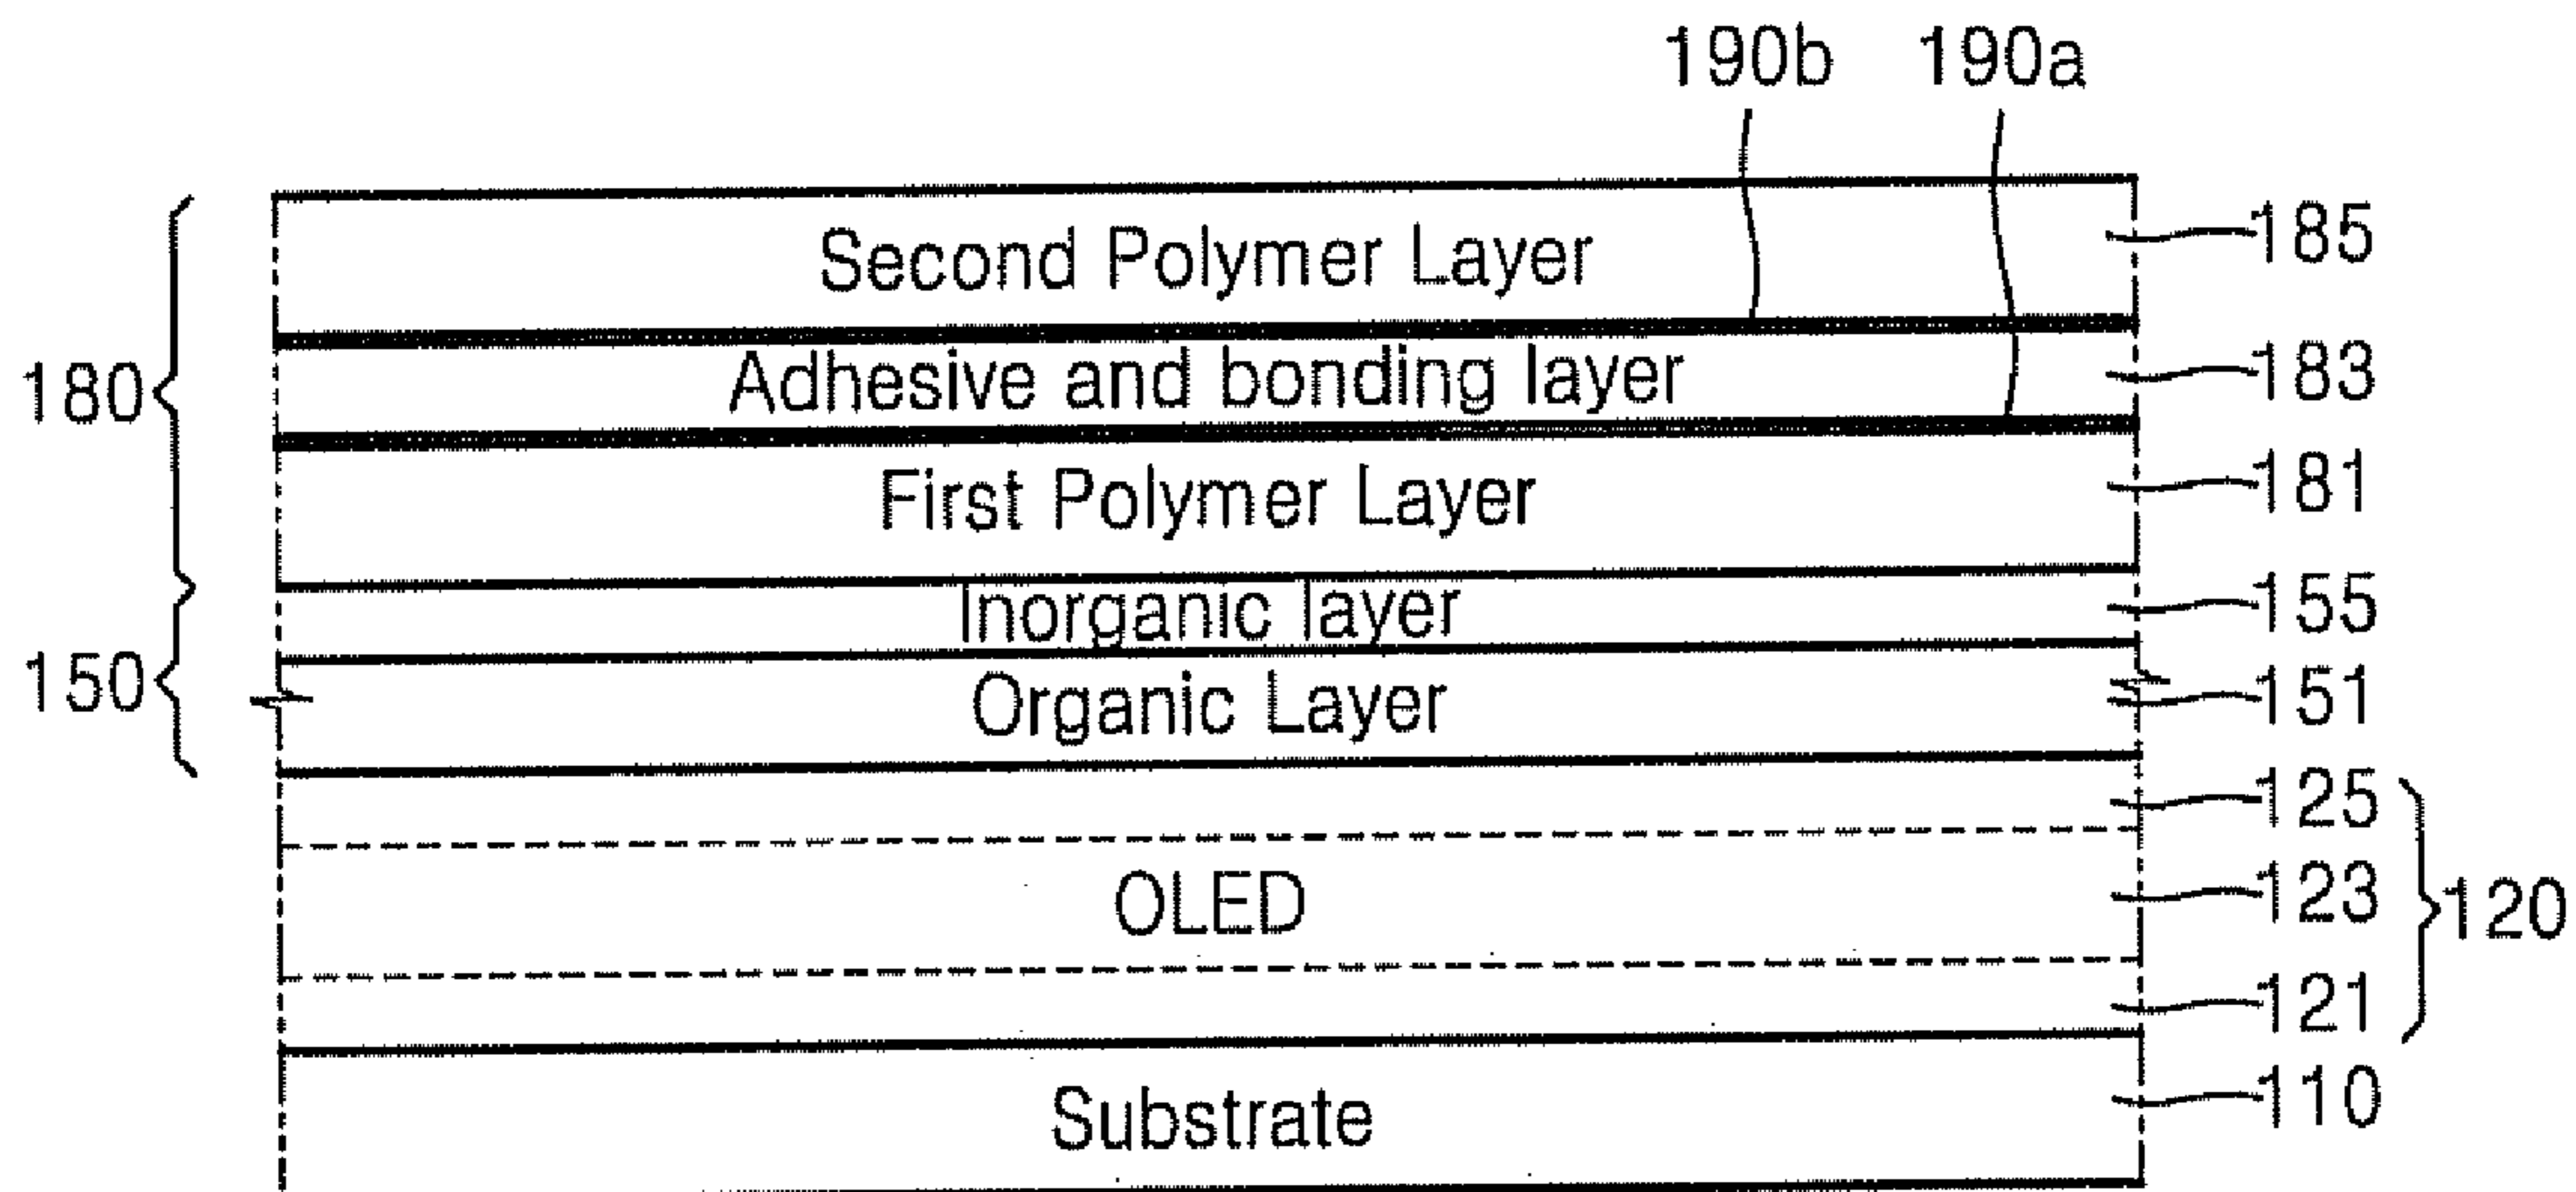 190b 190a
Second Polymer Layer 185
180 Adhesive and bonding layer 183
First Polymer Layer 181
Inorganic layer 155
150 Organic Layer 151
125
OLED 123 120
121
Substrate 110